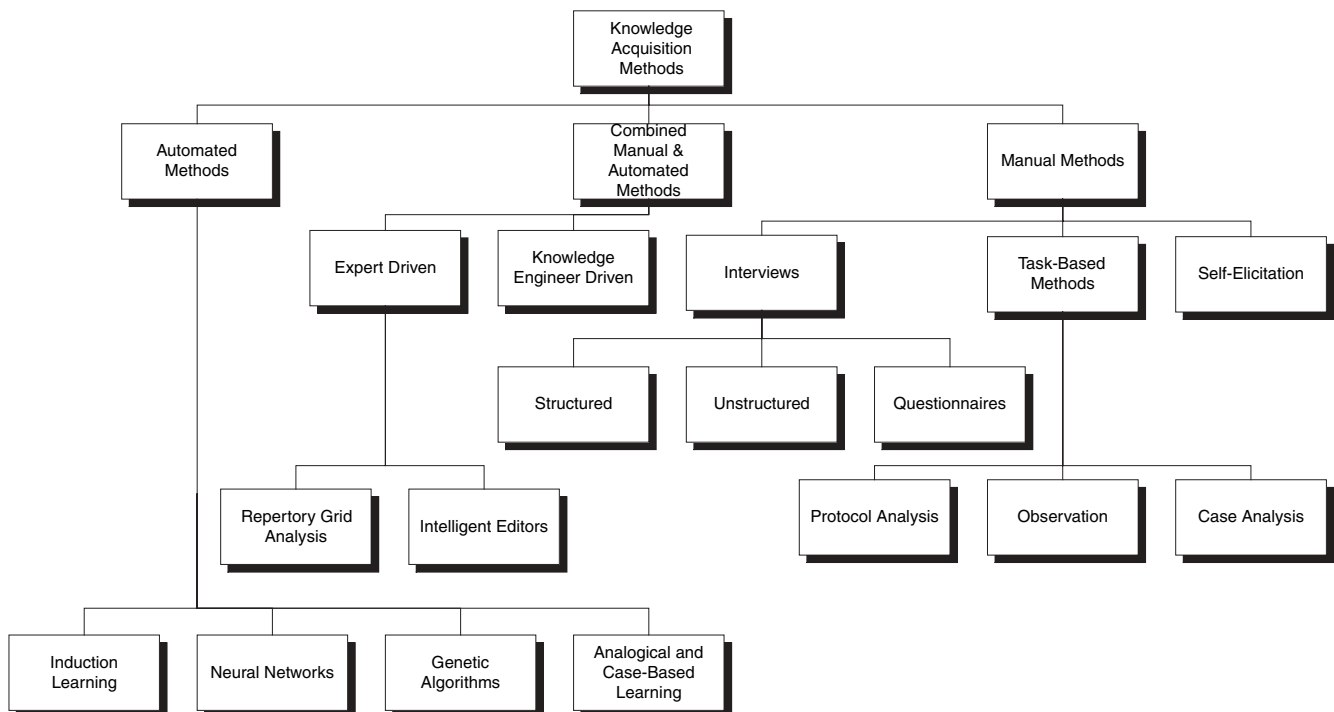 Knowledge
Acquisition
Methods
Automated
Methods
Combined
Manual &
Automated
Methods
Manual Methods
Expert Driven
Knowledge
Engineer Driven
Interviews
Task-Based
Methods
Self-Elicitation
Structured
Unstructured
Questionnaires
Repertory Grid
Analysis
Intelligent Editors
Protocol Analysis
Observation
Case Analysis
Induction
Learning
Neural Networks
Genetic
Algorithms
Analogical and
Case-Based
Learning